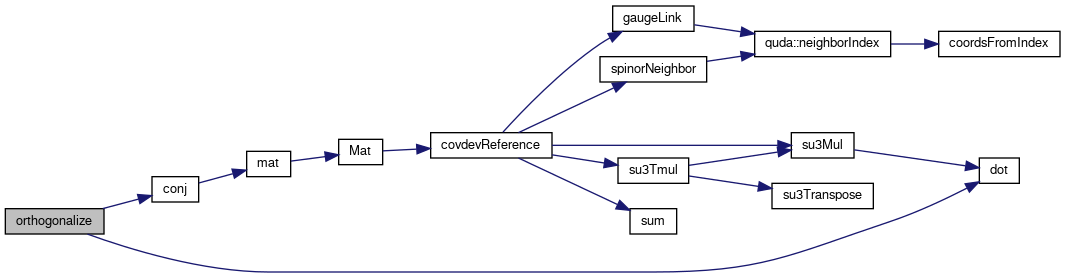 orthogonalize
conj
mat
Mat
covdevReference
gaugeLink
spinorNeighbor
quda::neighborIndex
coordsFromIndex
su3Mul
su3Tmul
su3Transpose
sum
dot